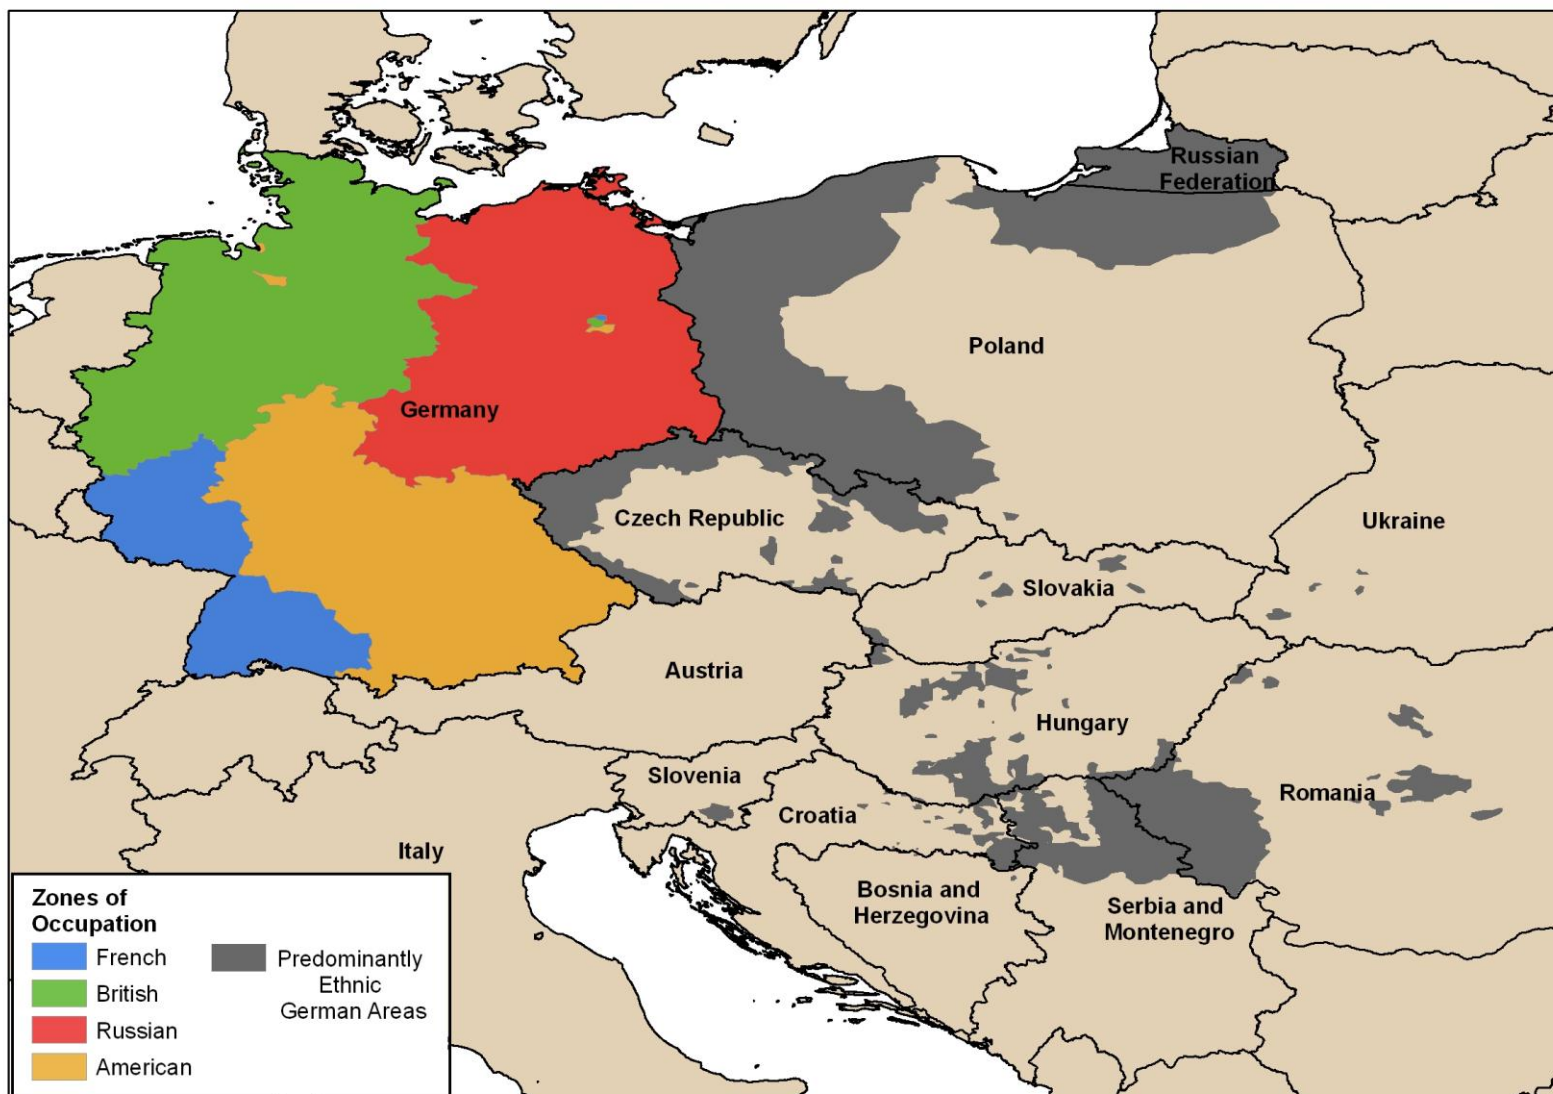 Russian
Federation
Poland
Germany
Czech Republic
Ukraine
Slovakia
Austria
Hungary
Slovenia
Romania
Croatia
Italy
Bosnia and
Herzegovina
Serbia and
Montenegro
Zones of
Occupation
French
British
Russian
American
Predominantly
Ethnic
German Areas